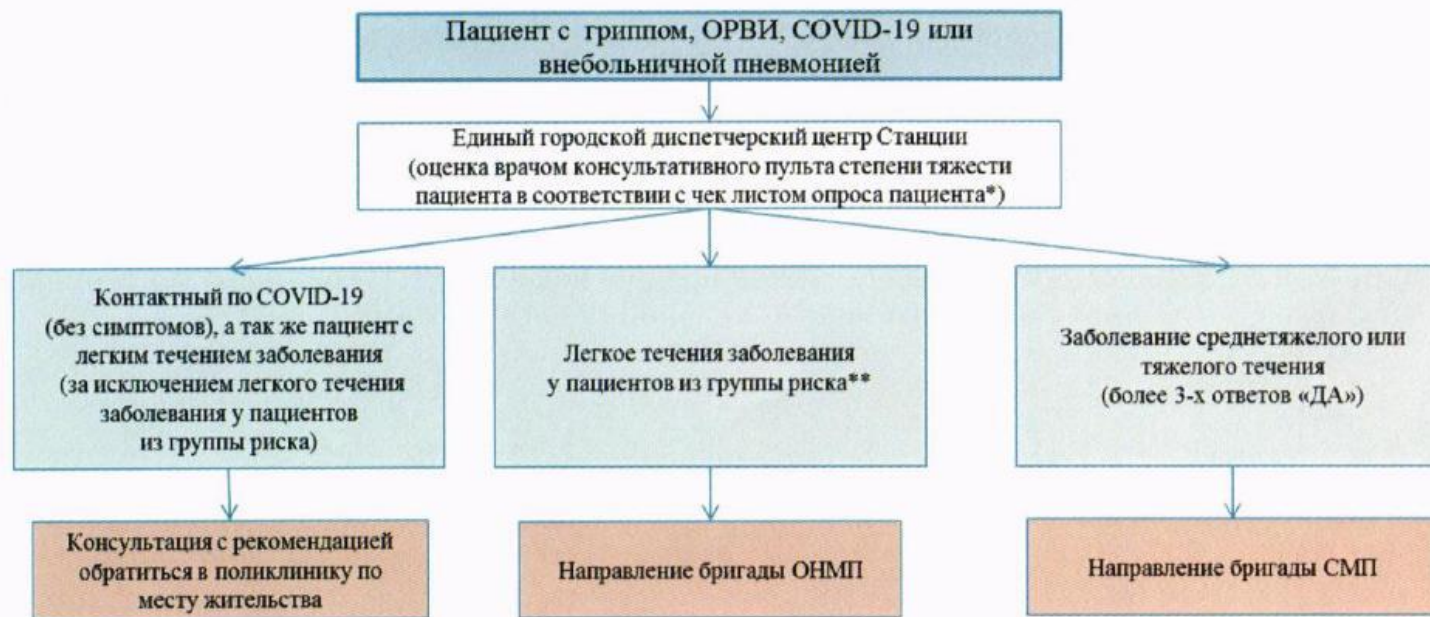 Пациент с гриппом, ОРВИ, COVID-19 или
внебольничной пневмонией
Единый городской диспетчерский центр Станции
(оценка врачом консультативного пульта степени тяжести
пациента в соответствии с чек листом опроса пациента*)
Контактный по COVID-19
(без симптомов), а так же пациент с
легким течением заболевания
(за исключением легкого течения
заболевания у пациентов
из группы риска)
Легкое течения заболевания
у пациентов из группы риска**
Заболевание среднетяжелого или
тяжелого течения
(более 3-х ответов «ДА»)
Консультация с рекомендацией
обратиться в поликлинику по
месту жительства
Направление бригады ОНМП
Направление бригады СМП